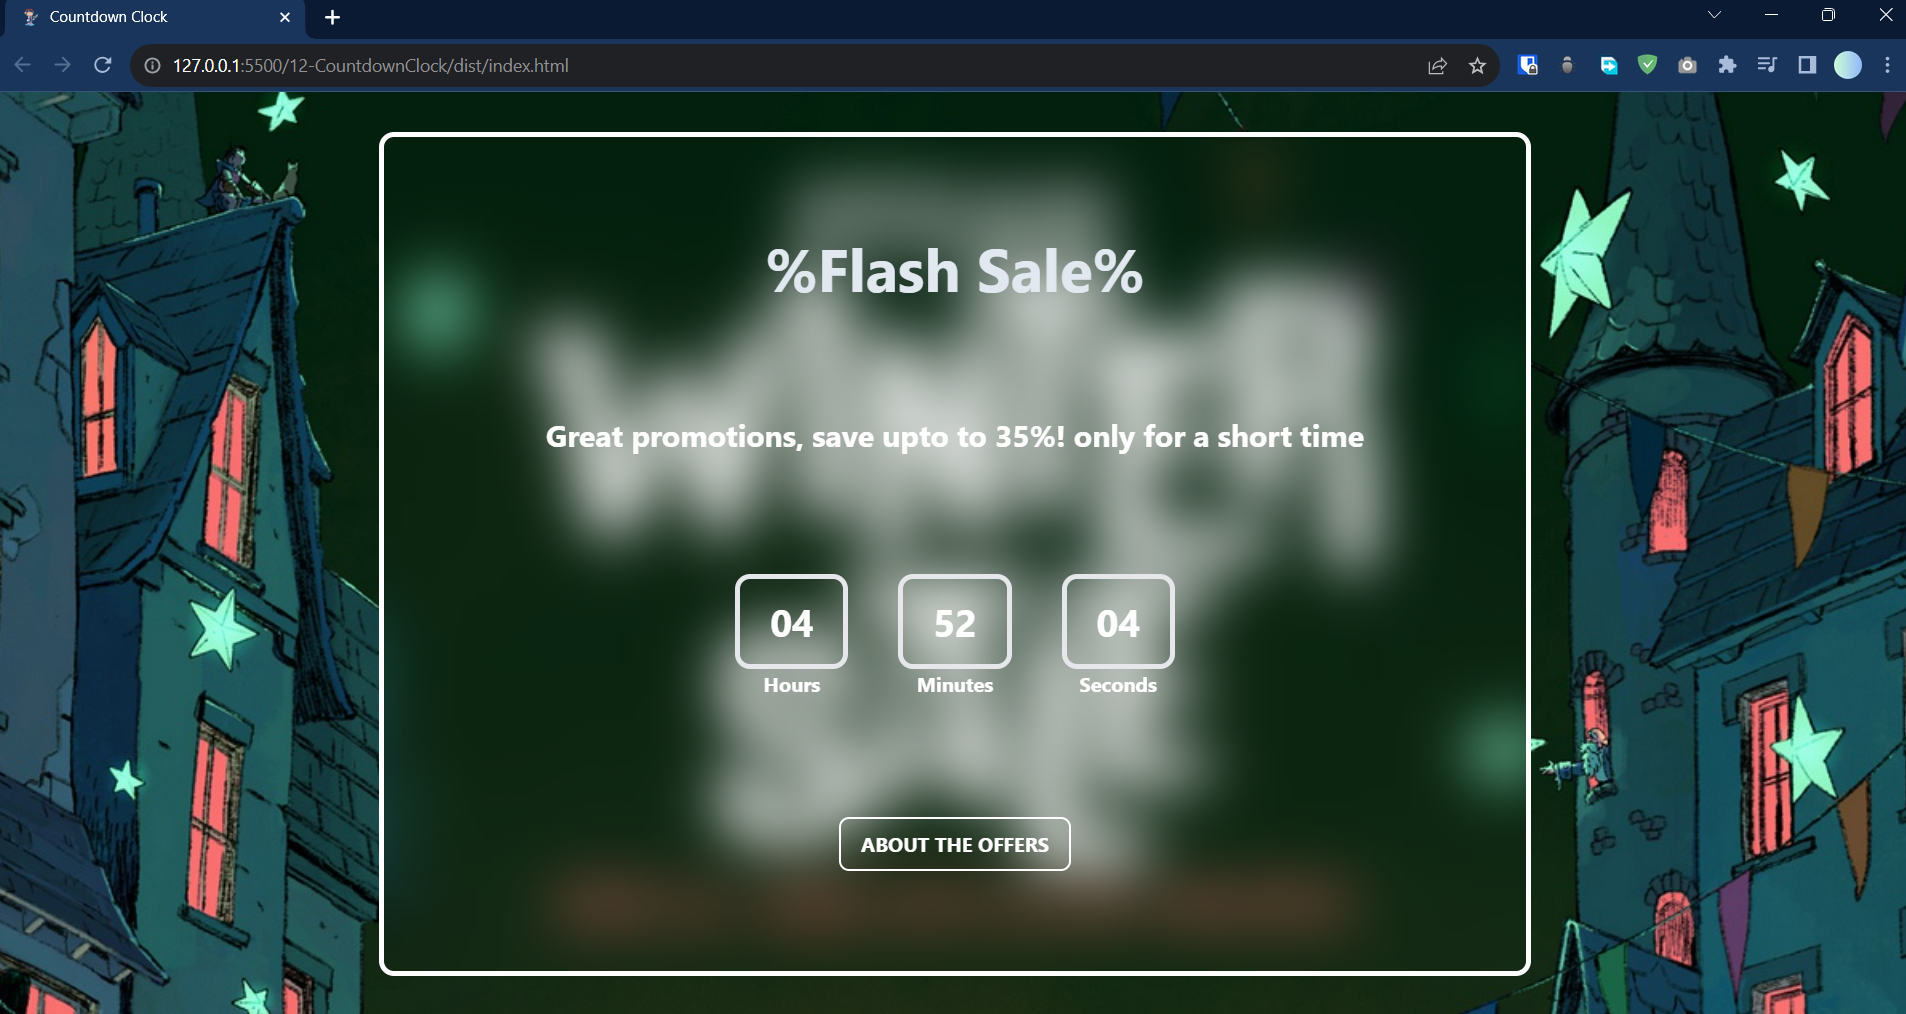 Countdown Clock
127.0.0.1:5500/12-CountdownClock/dist/index.html
%Flash Sale%
Great promotions, save upto to 35%! only for a short time
04 52 04
Hours Minutes Seconds
ABOUT THE OFFERS